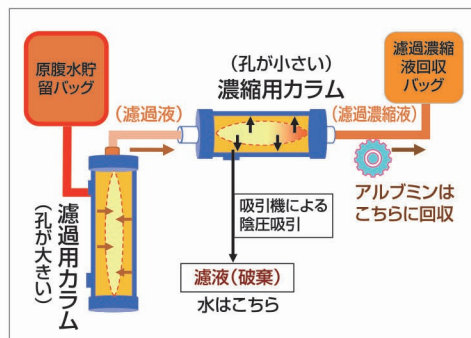 原腹水貯
留バッグ
(孔が小さい)
濃縮用カラム
濾過濃縮
液回収
バッグ
(濾過液)
(濾過濃縮液)
濾過用カラム
(孔が大きい)
吸引機による
陰圧吸引
アルブミンは
こちらに回収
濾液(破棄)
水はこちら